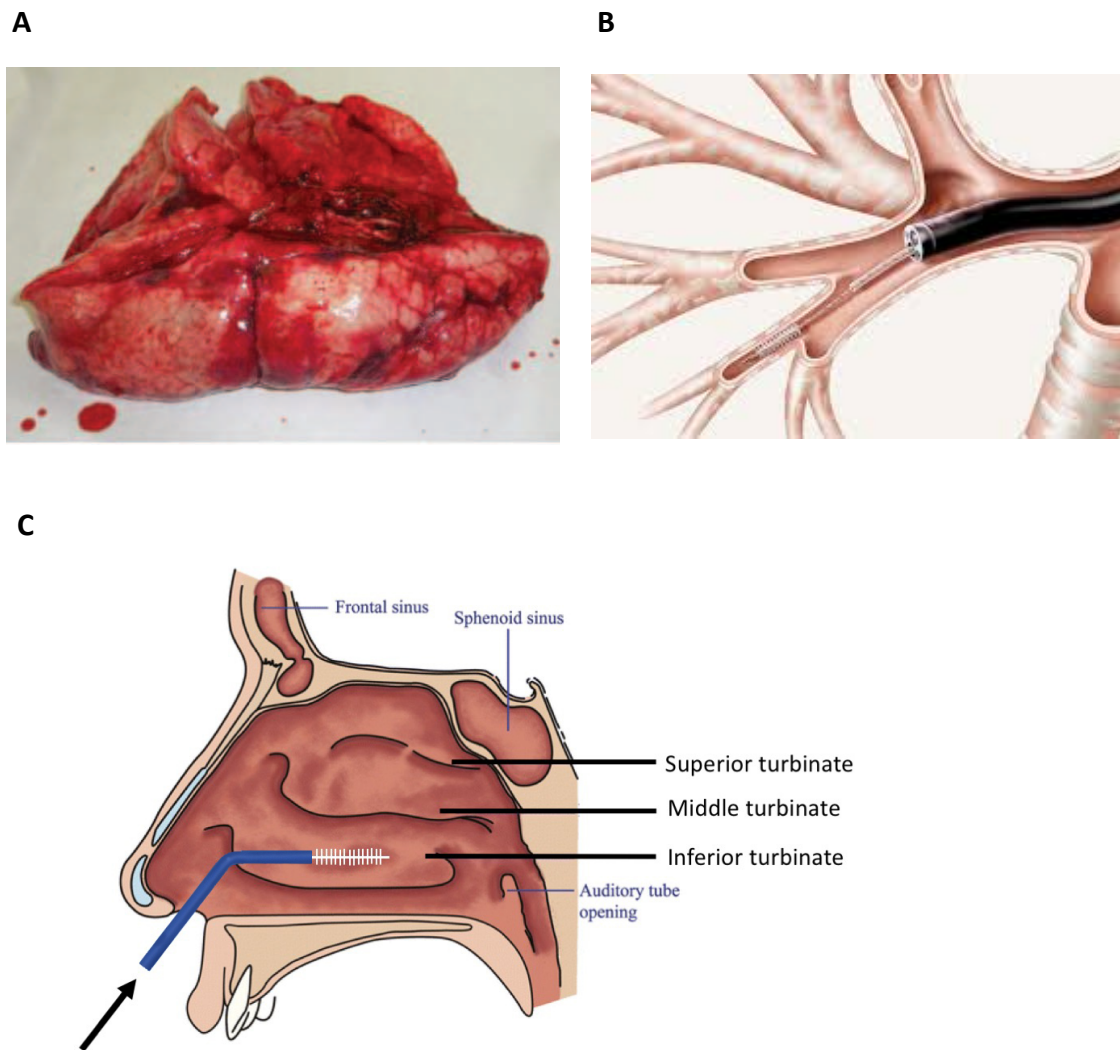 A
B
C
Frontal sinus
Sphenoid sinus
Superior turbinate
Middle turbinate
Inferior turbinate
Auditory tube
opening